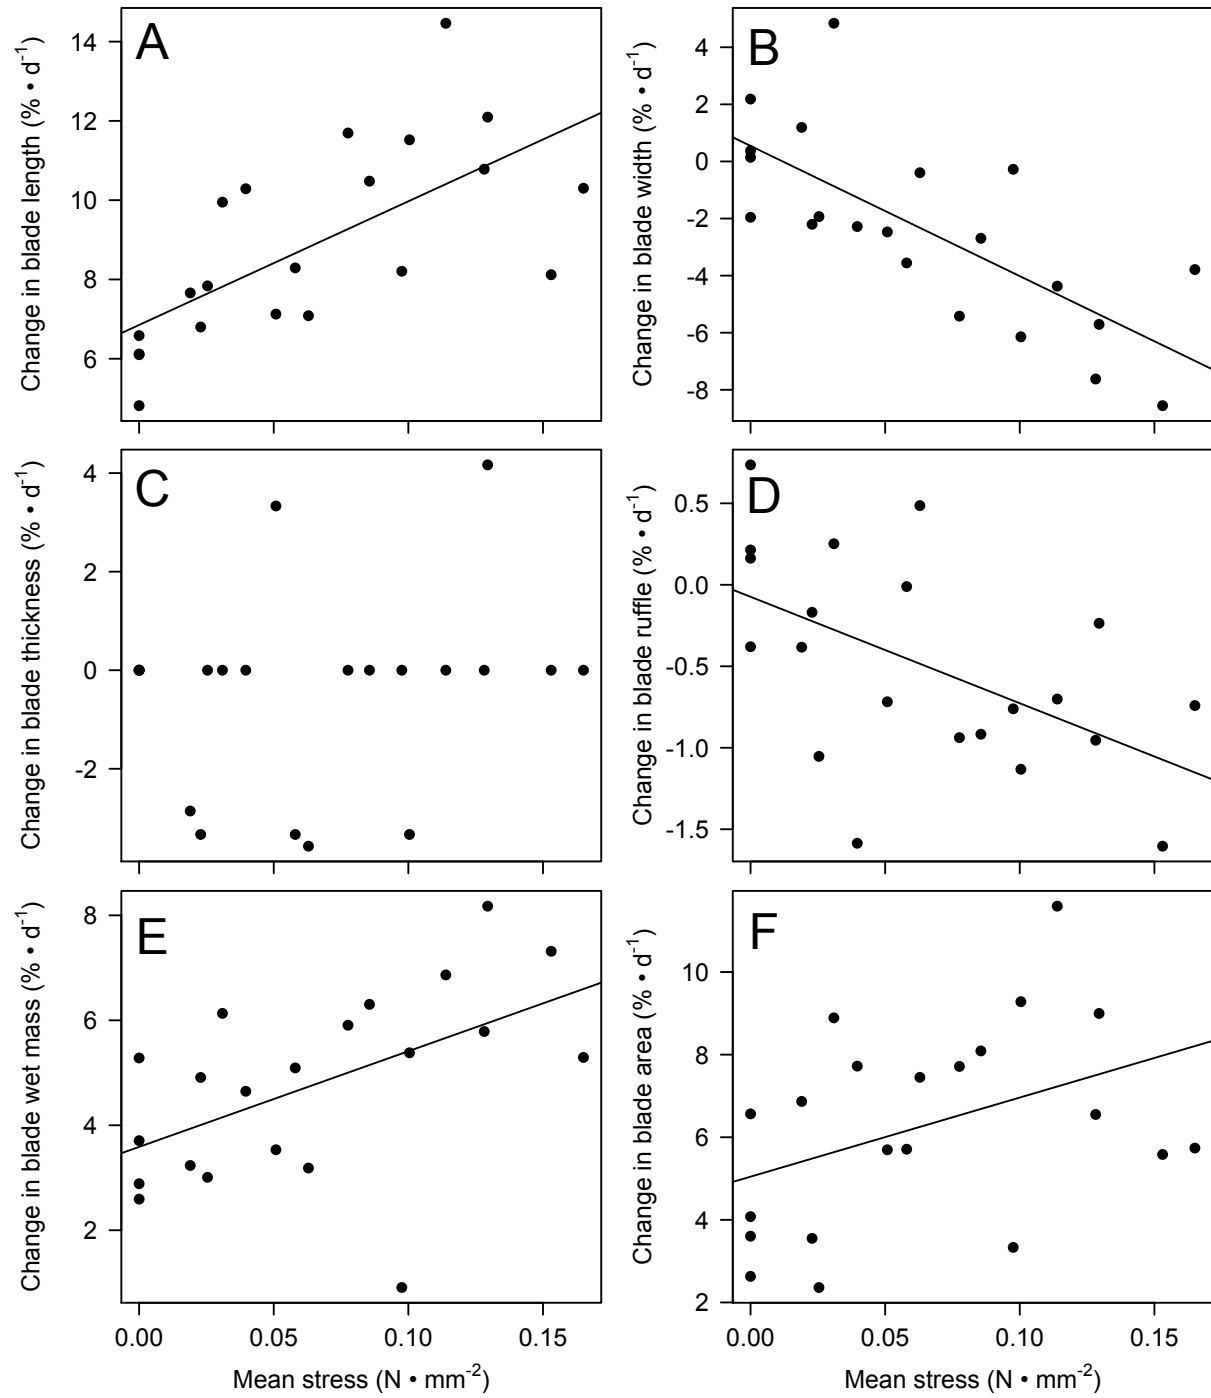 A
Change in blade length (% • d⁻¹)
14
12
10
8
6
B
Change in blade width (% • d⁻¹)
4
2
0
-2
-4
-6
-8
C
Change in blade thickness (% • d⁻¹)
4
2
0
-2
D
Change in blade ruffle (% • d⁻¹)
0.5
0.0
-0.5
-1.0
-1.5
E
Change in blade wet mass (% • d⁻¹)
8
6
4
2
0.00 0.05 0.10 0.15
Mean stress (N • mm⁻²)
F
Change in blade area (% • d⁻¹)
10
8
6
4
2
0.00 0.05 0.10 0.15
Mean stress (N • mm⁻²)